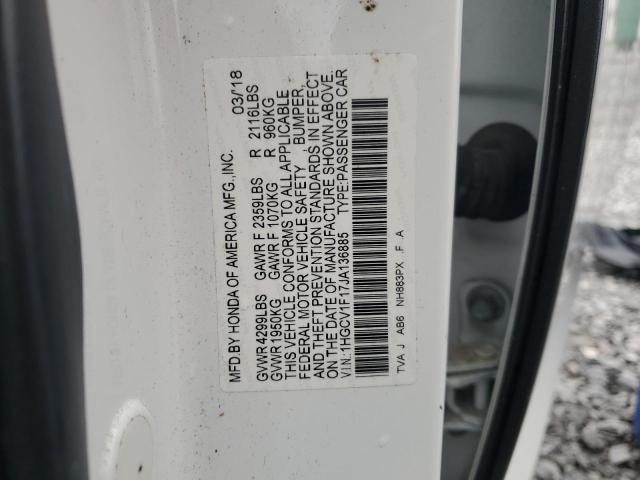 MFD.BY HONDA OF AMERICA MFG.,INC. 03/18
GVWR 4299LBS GAWR F 2359LBS R 2116LBS
GVWR 1950KG GAWR F 1070KG R 960KG
THIS VEHICLE CONFORMS TO ALL APPLICABLE
FEDERAL MOTOR VEHICLE SAFETY , BUMPER,
AND THEFT PREVENTION STANDARDS IN EFFECT
ON THE DATE OF MANUFACTURE SHOWN ABOVE.
V.I.N.:1HGCV1F17JA136885 TYPE:PASSENGER CAR
TVA J AB6 NH883PX .F .A